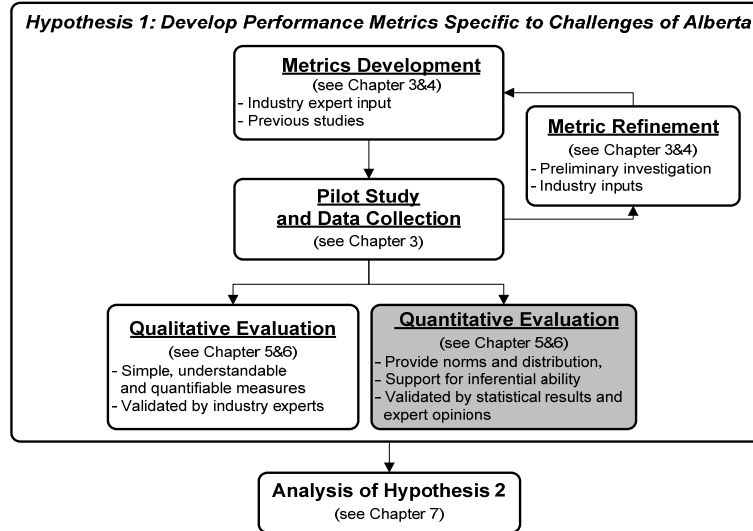 Hypothesis 1: Develop Performance Metrics Specific to Challenges of Alberta
Metrics Development
(see Chapter 3&4)
- Industry expert input
- Previous studies
Metric Refinement
(see Chapter 3&4)
- Preliminary investigation
- Industry inputs
Pilot Study
and Data Collection
(see Chapter 3)
Qualitative Evaluation
(see Chapter 5&6)
- Simple, understandable
and quantifiable measures
- Validated by industry experts
Quantitative Evaluation
(see Chapter 5&6)
- Provide norms and distribution,
- Support for inferential ability
- Validated by statistical results and
expert opinions
Analysis of Hypothesis 2
(see Chapter 7)